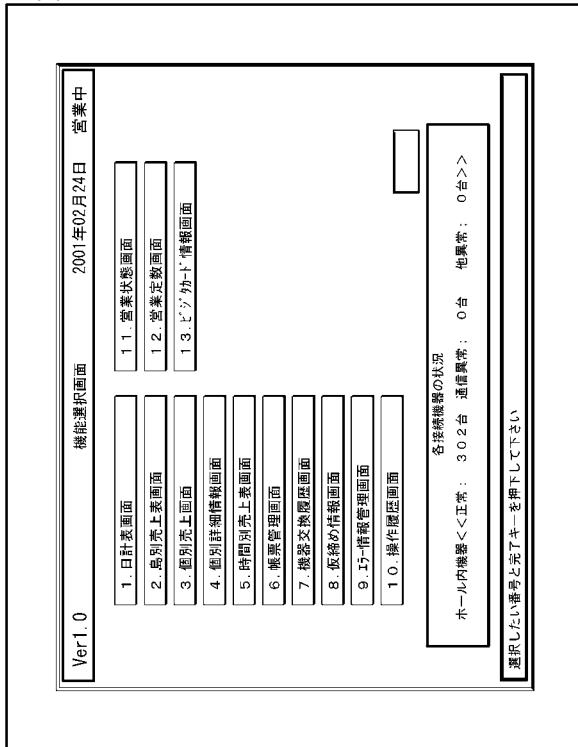 Ver1.0 機能選択画面 2001年02月24日 営業中
1.日計表画面
2.島別売上表画面
3.個別売上画面
4.個別詳細情報画面
5.時間別売上表画面
6.帳票管理画面
7.機器交換履歴画面
8.仮締め情報画面
9.ｴﾗｰ情報管理画面
10.操作履歴画面
11.営業状態画面
12.営業定数画面
13.ﾋﾞｼﾞﾀｶｰﾄﾞ情報画面
各接続機器の状況
ホール内機器<<正常: 302台 通信異常: 0台 他異常: 0台>>
選択したい番号と完了キーを押下して下さい